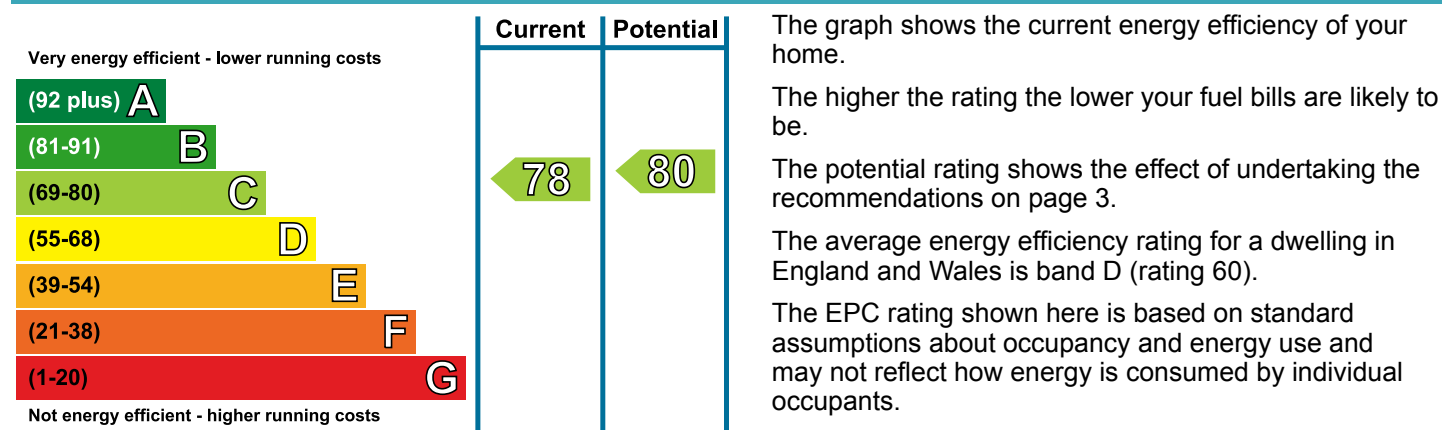 Current Potential
Very energy efficient - lower running costs
(92 plus) A
(81-91) B
(69-80) C
(55-68) D
(39-54) E
(21-38) F
(1-20) G
Not energy efficient - higher running costs
78
80
The graph shows the current energy efficiency of your
home.
The higher the rating the lower your fuel bills are likely to
be.
The potential rating shows the effect of undertaking the
recommendations on page 3.
The average energy efficiency rating for a dwelling in
England and Wales is band D (rating 60).
The EPC rating shown here is based on standard
assumptions about occupancy and energy use and
may not reflect how energy is consumed by individual
occupants.